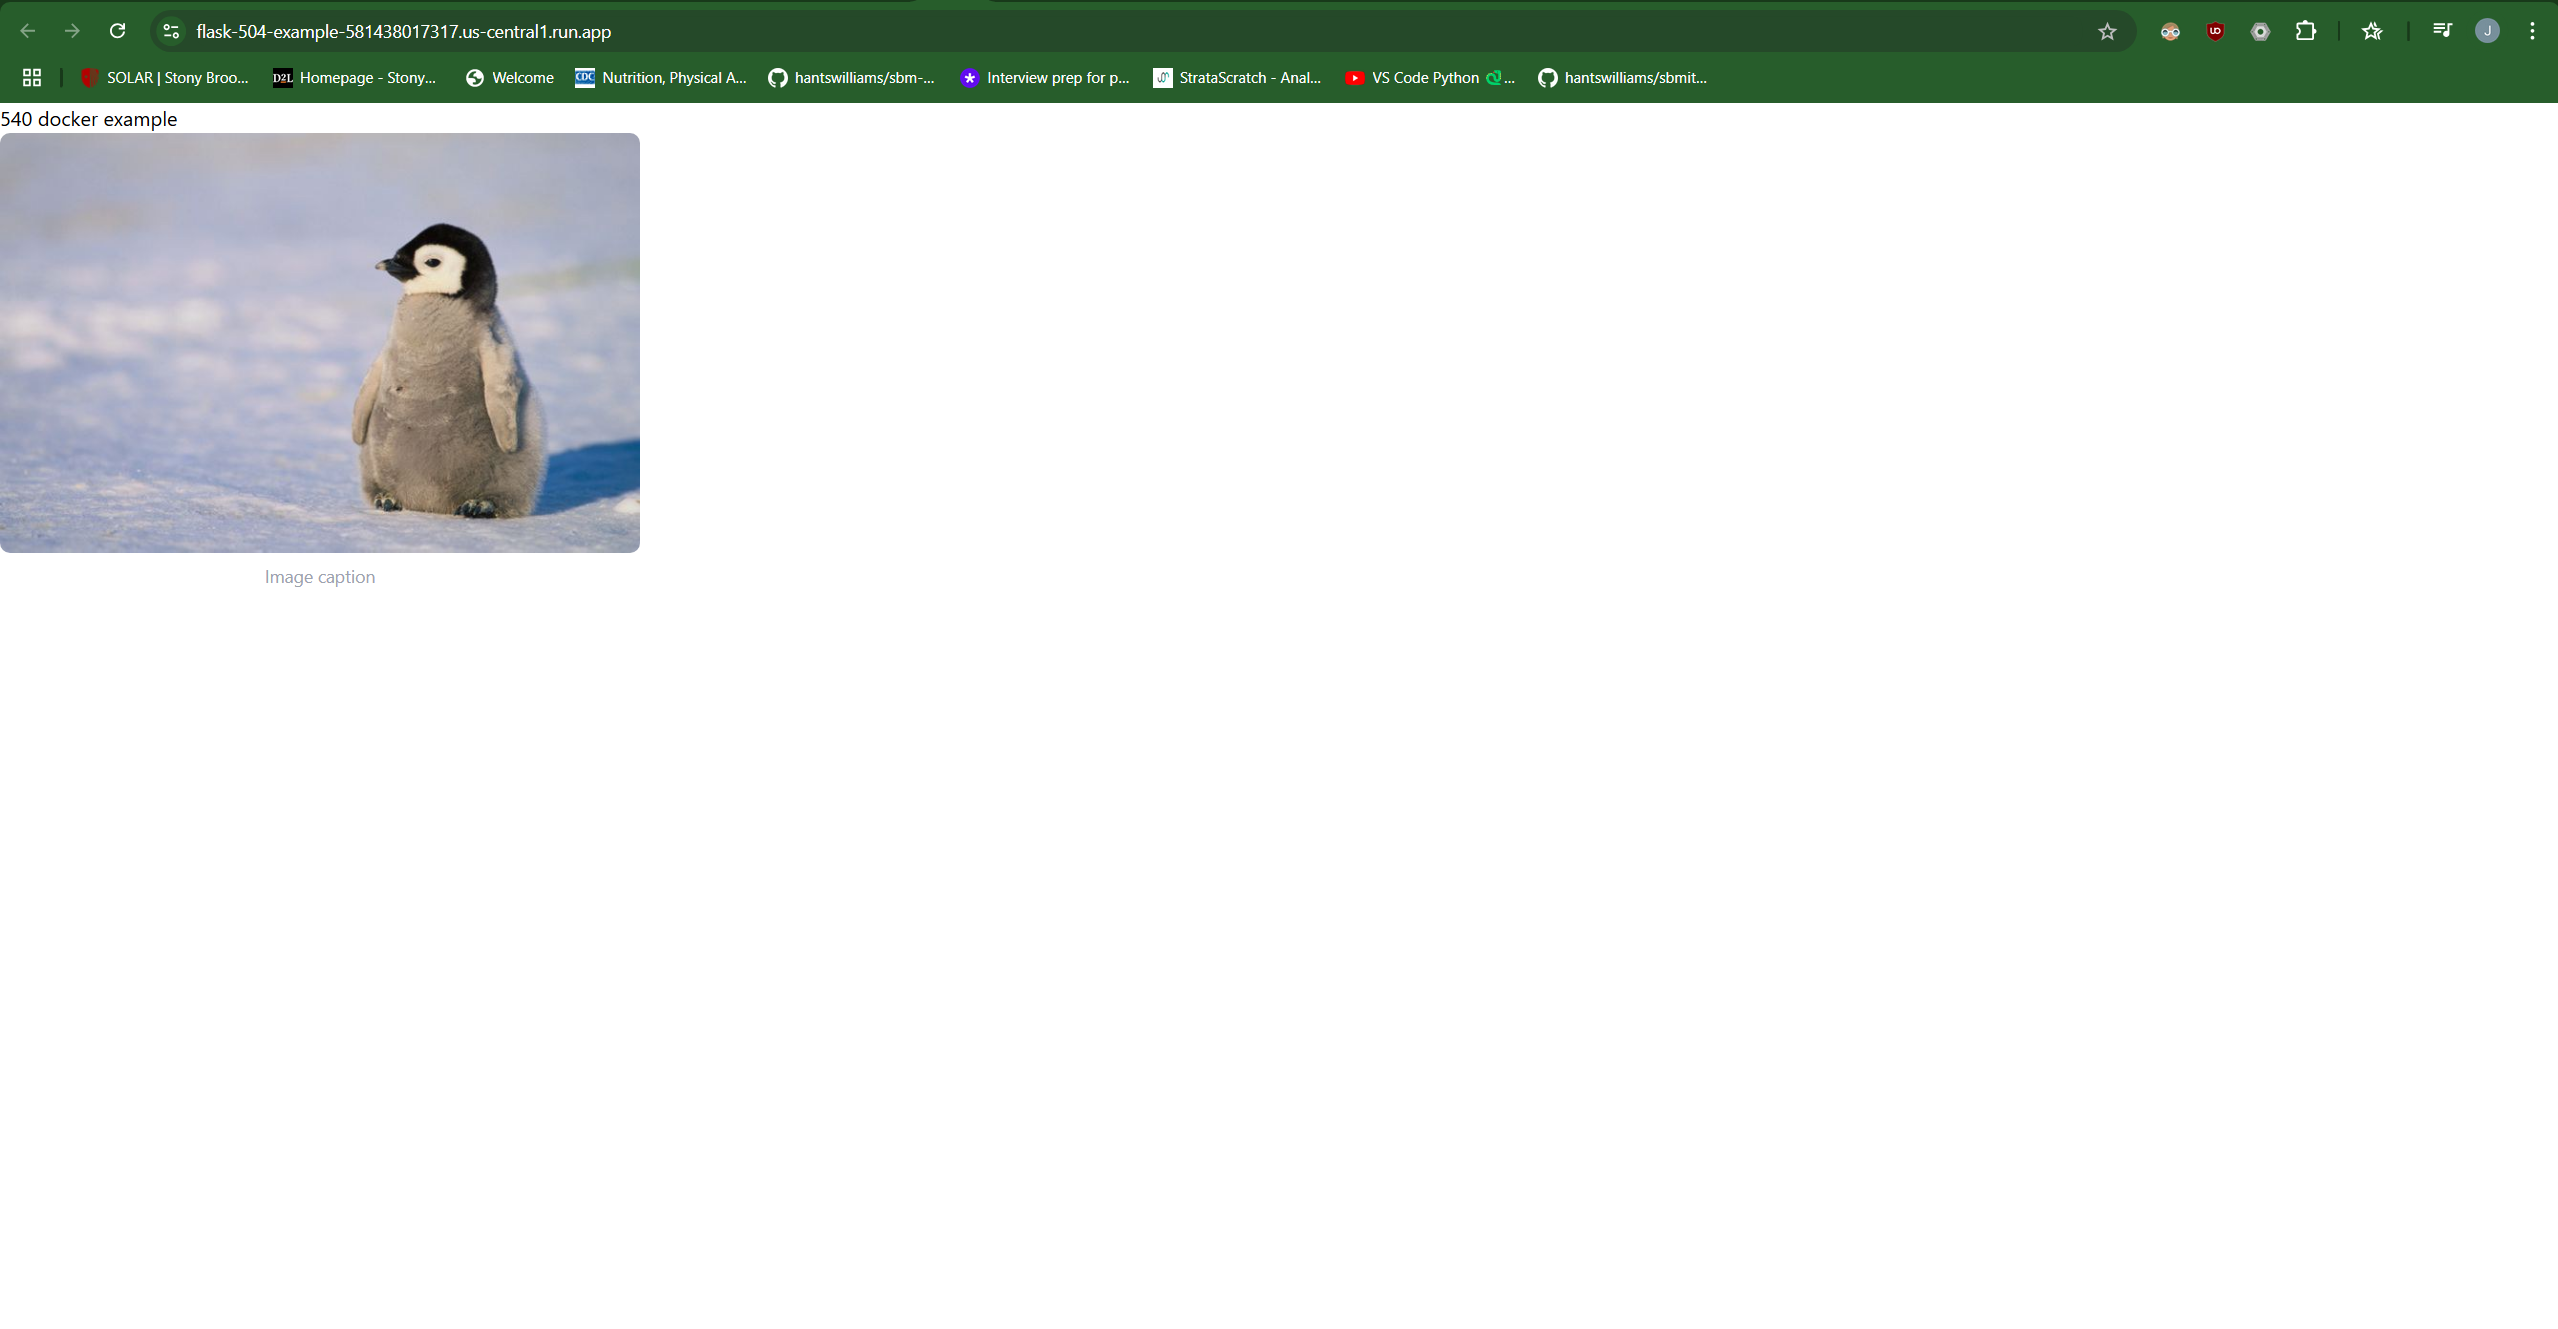 flask-504-example-581438017317.us-central1.run.app
SOLAR | Stony Broo...
D2L Homepage - Stony...
Welcome
CDC Nutrition, Physical A...
hantswilliams/sbm-...
Interview prep for p...
StrataScratch - Anal...
VS Code Python ...
hantswilliams/sbmit...
J
540 docker example
Image caption